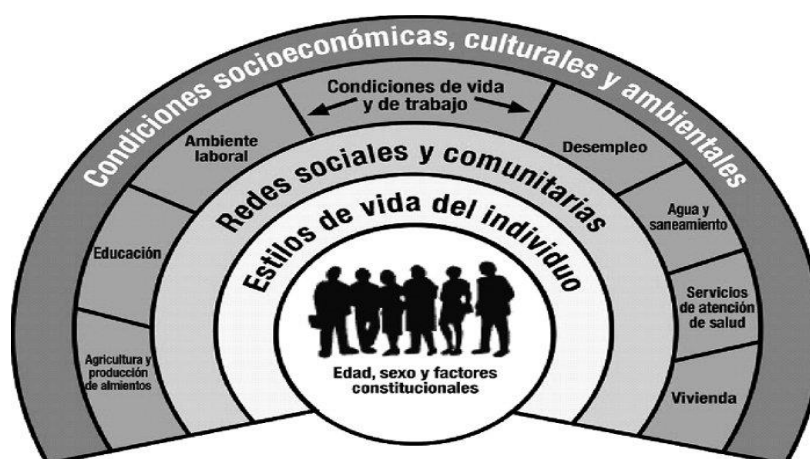 Condiciones socioeconómicas, culturales y ambientales
Condiciones de vida
y de trabajo
Ambiente
laboral
Desempleo
Redes sociales y comunitarias
Agua y
saneamiento
Educación
Estilos de vida del individuo
Servicios
de atención
de salud
Agricultura y
producción
de almientos
Edad, sexo y factores
constitucionales
Vivienda